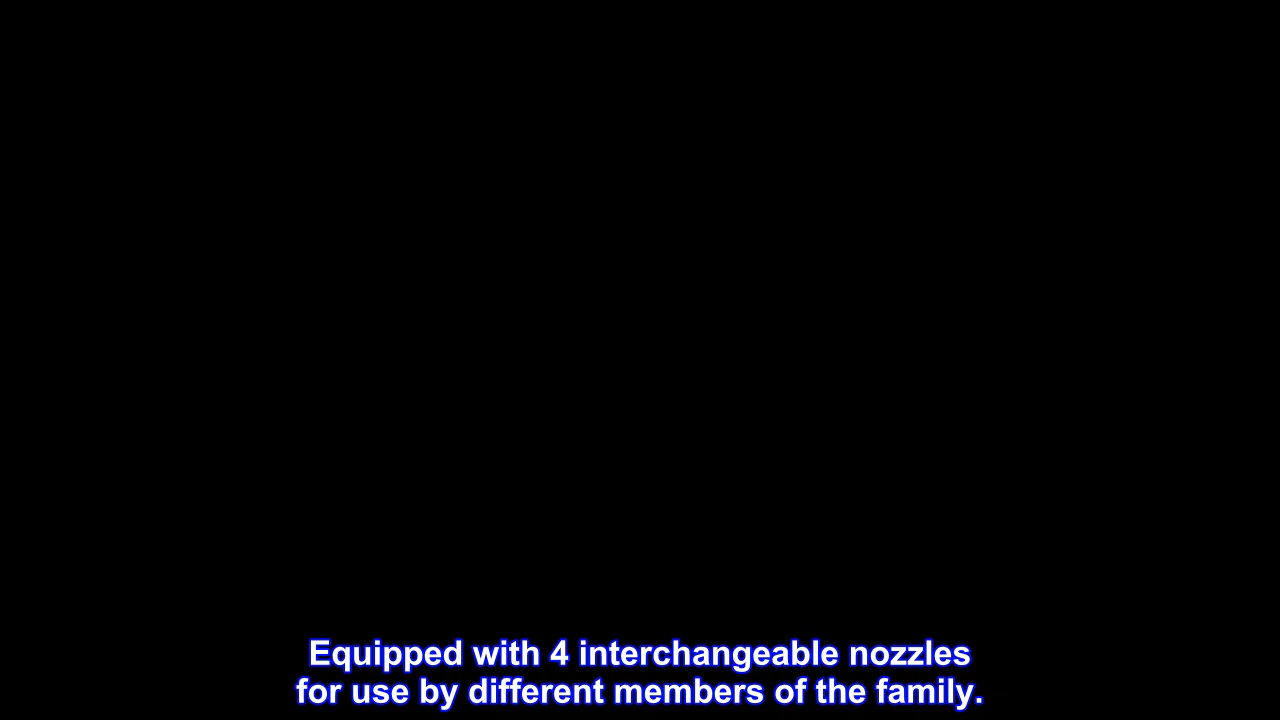 Equipped with 4 interchangeable nozzles
for use by different members of the family.